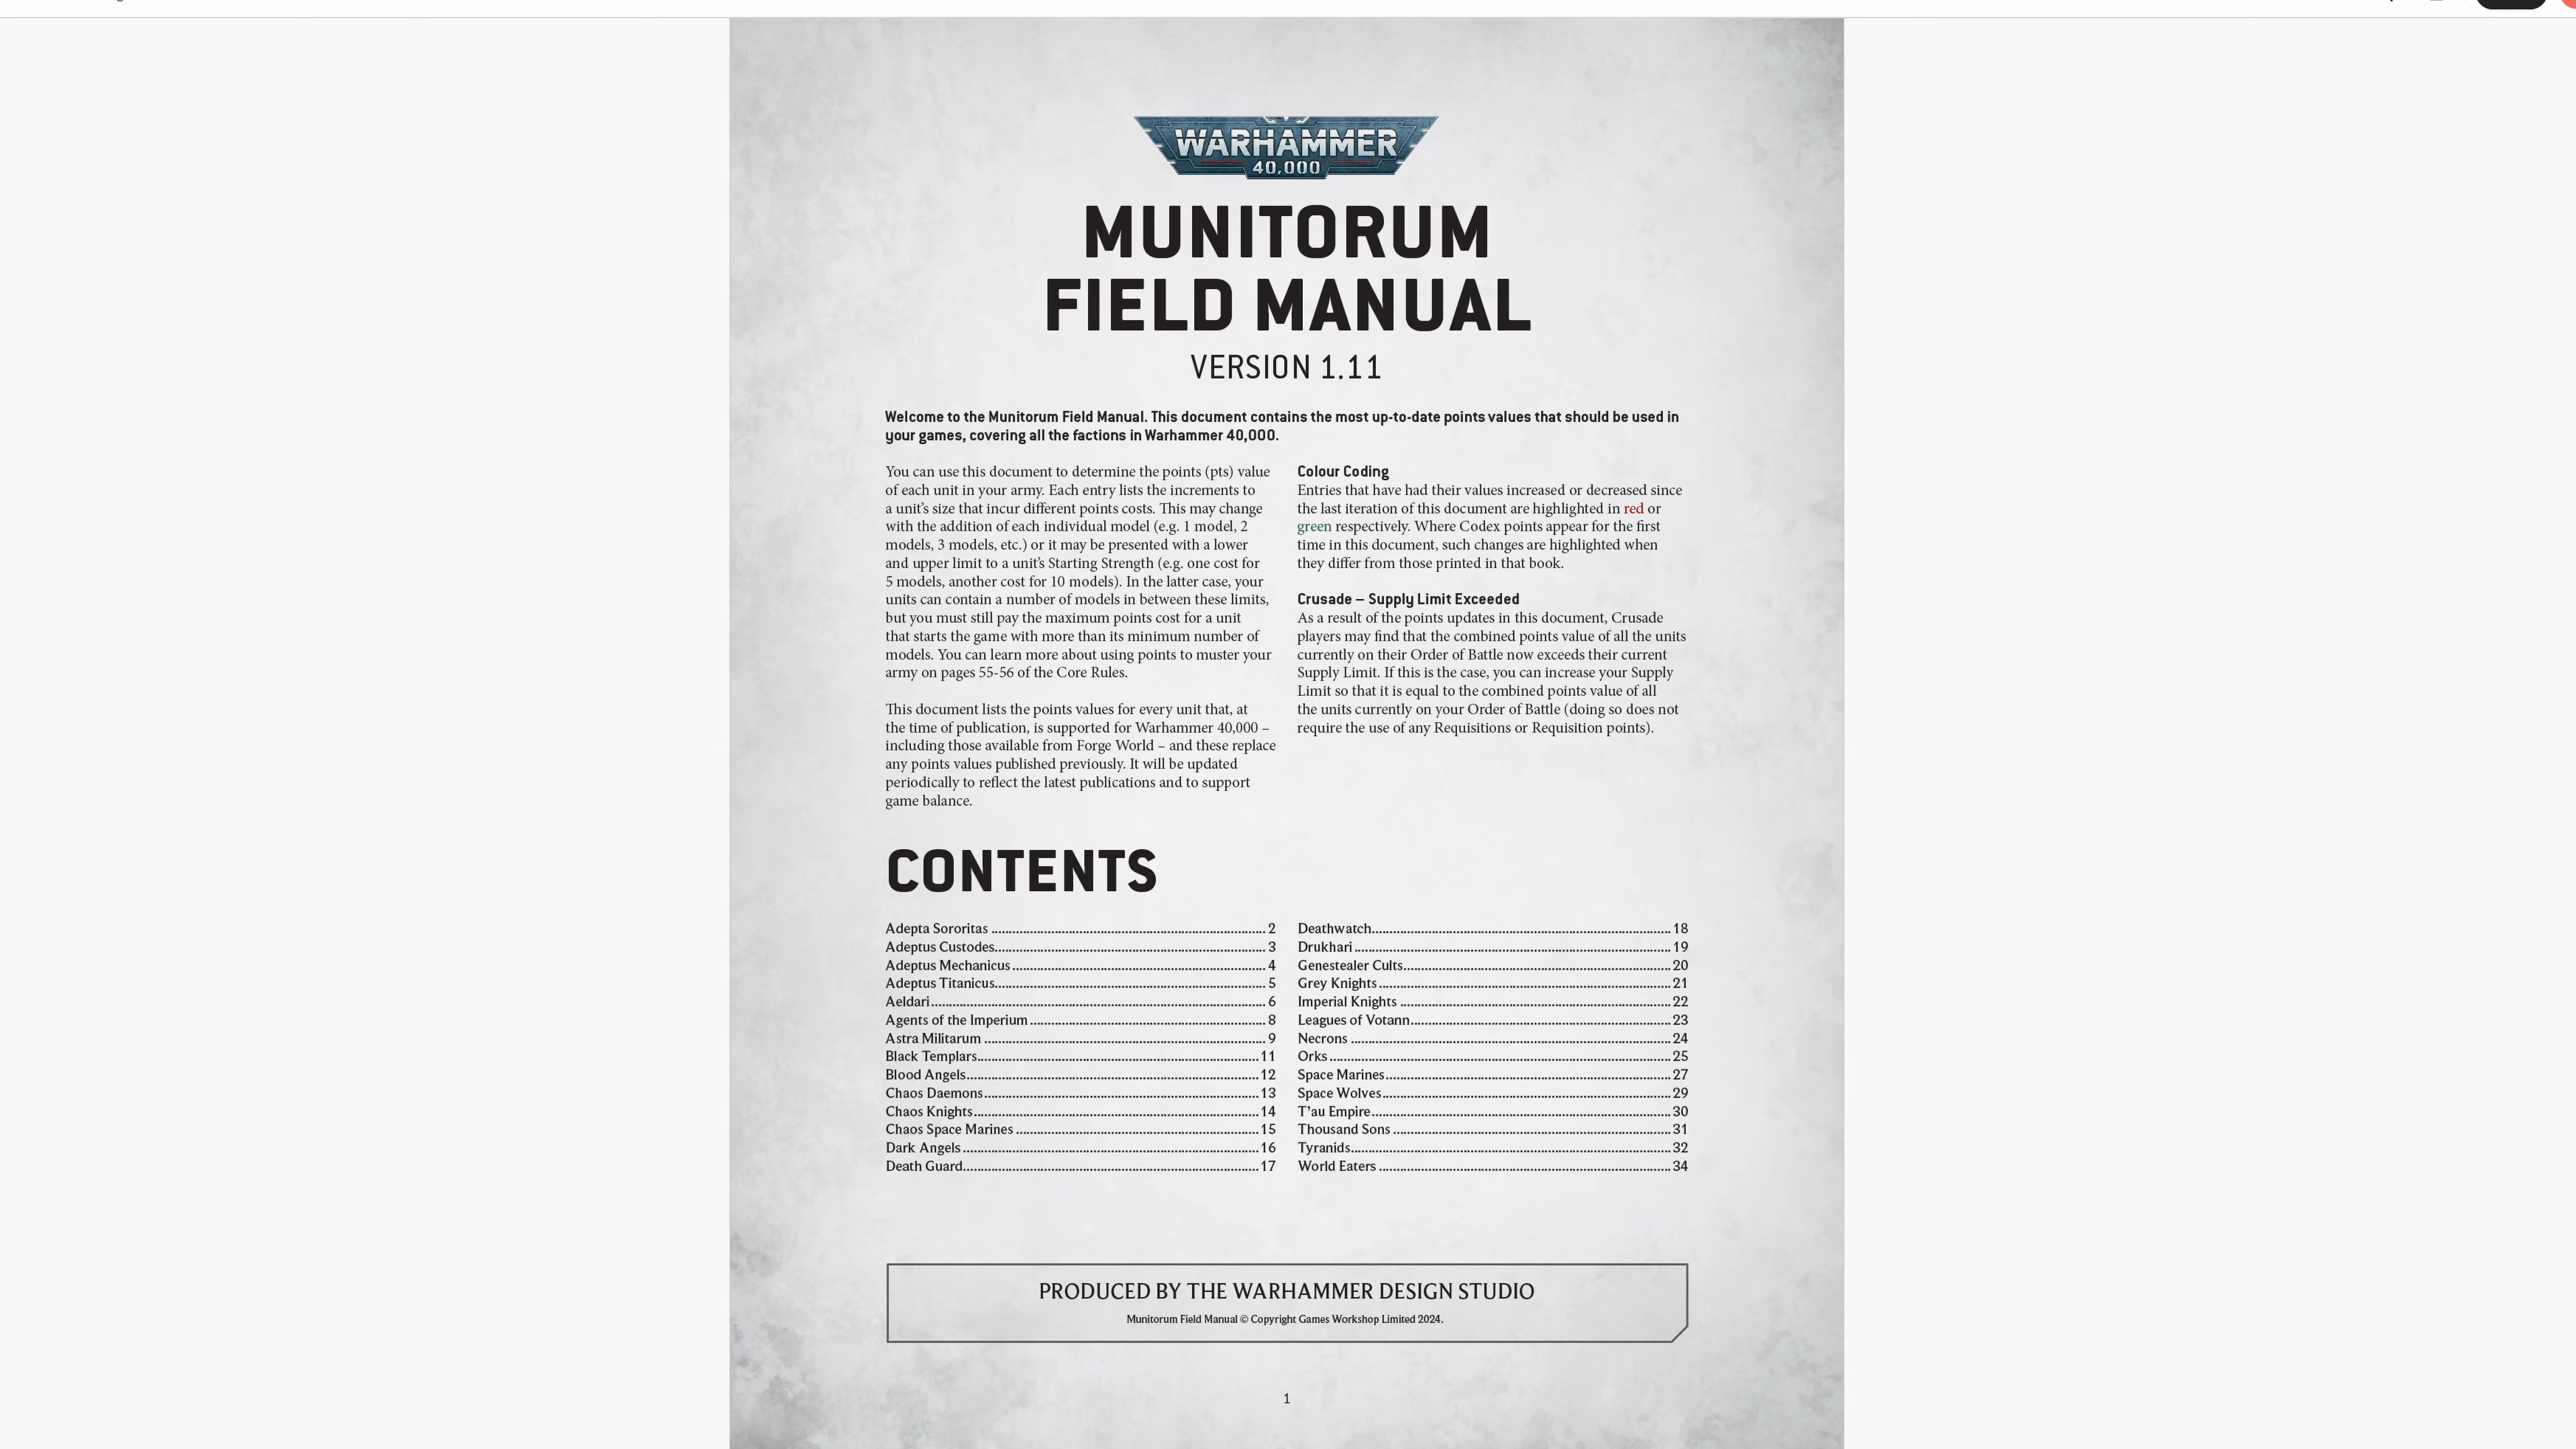 WARHAMMER
40,000
MUNITORUM
FIELD MANUAL
VERSION 1.11
Welcome to the Munitorum Field Manual. This document contains the most up-to-date points values that should be used in
your games, covering all the factions in Warhammer 40,000.
You can use this document to determine the points (pts) value
of each unit in your army. Each entry lists the increments to
a unit's size that incur different points costs. This may change
with the addition of each individual model (e.g. 1 model, 2
models, 3 models, etc.) or it may be presented with a lower
and upper limit to a unit's Starting Strength (e.g. one cost for
5 models, another cost for 10 models). In the latter case, your
units can contain a number of models in between these limits,
but you must still pay the maximum points cost for a unit
that starts the game with more than its minimum number of
models. You can learn more about using points to muster your
army on pages 55-56 of the Core Rules.
This document lists the points values for every unit that, at
the time of publication, is supported for Warhammer 40,000 –
including those available from Forge World – and these replace
any points values published previously. It will be updated
periodically to reflect the latest publications and to support
game balance.
Colour Coding
Entries that have had their values increased or decreased since
the last iteration of this document are highlighted in red or
green respectively. Where Codex points appear for the first
time in this document, such changes are highlighted when
they differ from those printed in that book.
Crusade – Supply Limit Exceeded
As a result of the points updates in this document, Crusade
players may find that the combined points value of all the units
currently on their Order of Battle now exceeds their current
Supply Limit. If this is the case, you can increase your Supply
Limit so that it is equal to the combined points value of all
the units currently on your Order of Battle (doing so does not
require the use of any Requisitions or Requisition points).
CONTENTS
Adepta Sororitas 2
Adeptus Custodes 3
Adeptus Mechanicus 4
Adeptus Titanicus 5
Aeldari 6
Agents of the Imperium 8
Astra Militarum 9
Black Templars 11
Blood Angels 12
Chaos Daemons 13
Chaos Knights 14
Chaos Space Marines 15
Dark Angels 16
Death Guard 17
Deathwatch 18
Drukhari 19
Genestealer Cults 20
Grey Knights 21
Imperial Knights 22
Leagues of Votann 23
Necrons 24
Orks 25
Space Marines 27
Space Wolves 29
T'au Empire 30
Thousand Sons 31
Tyranids 32
World Eaters 34
PRODUCED BY THE WARHAMMER DESIGN STUDIO
Munitorum Field Manual © Copyright Games Workshop Limited 2024.
1